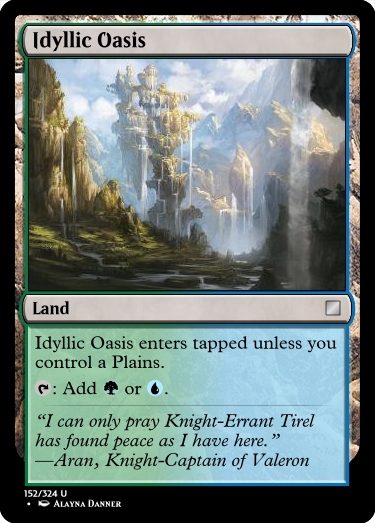 Idyllic Oasis
Land
Idyllic Oasis enters tapped unless you
control a Plains.
: Add or .
“I can only pray Knight-Errant Tirel
has found peace as I have here.”
—Aran, Knight-Captain of Valeron
152/324 U
• Alayna Danner